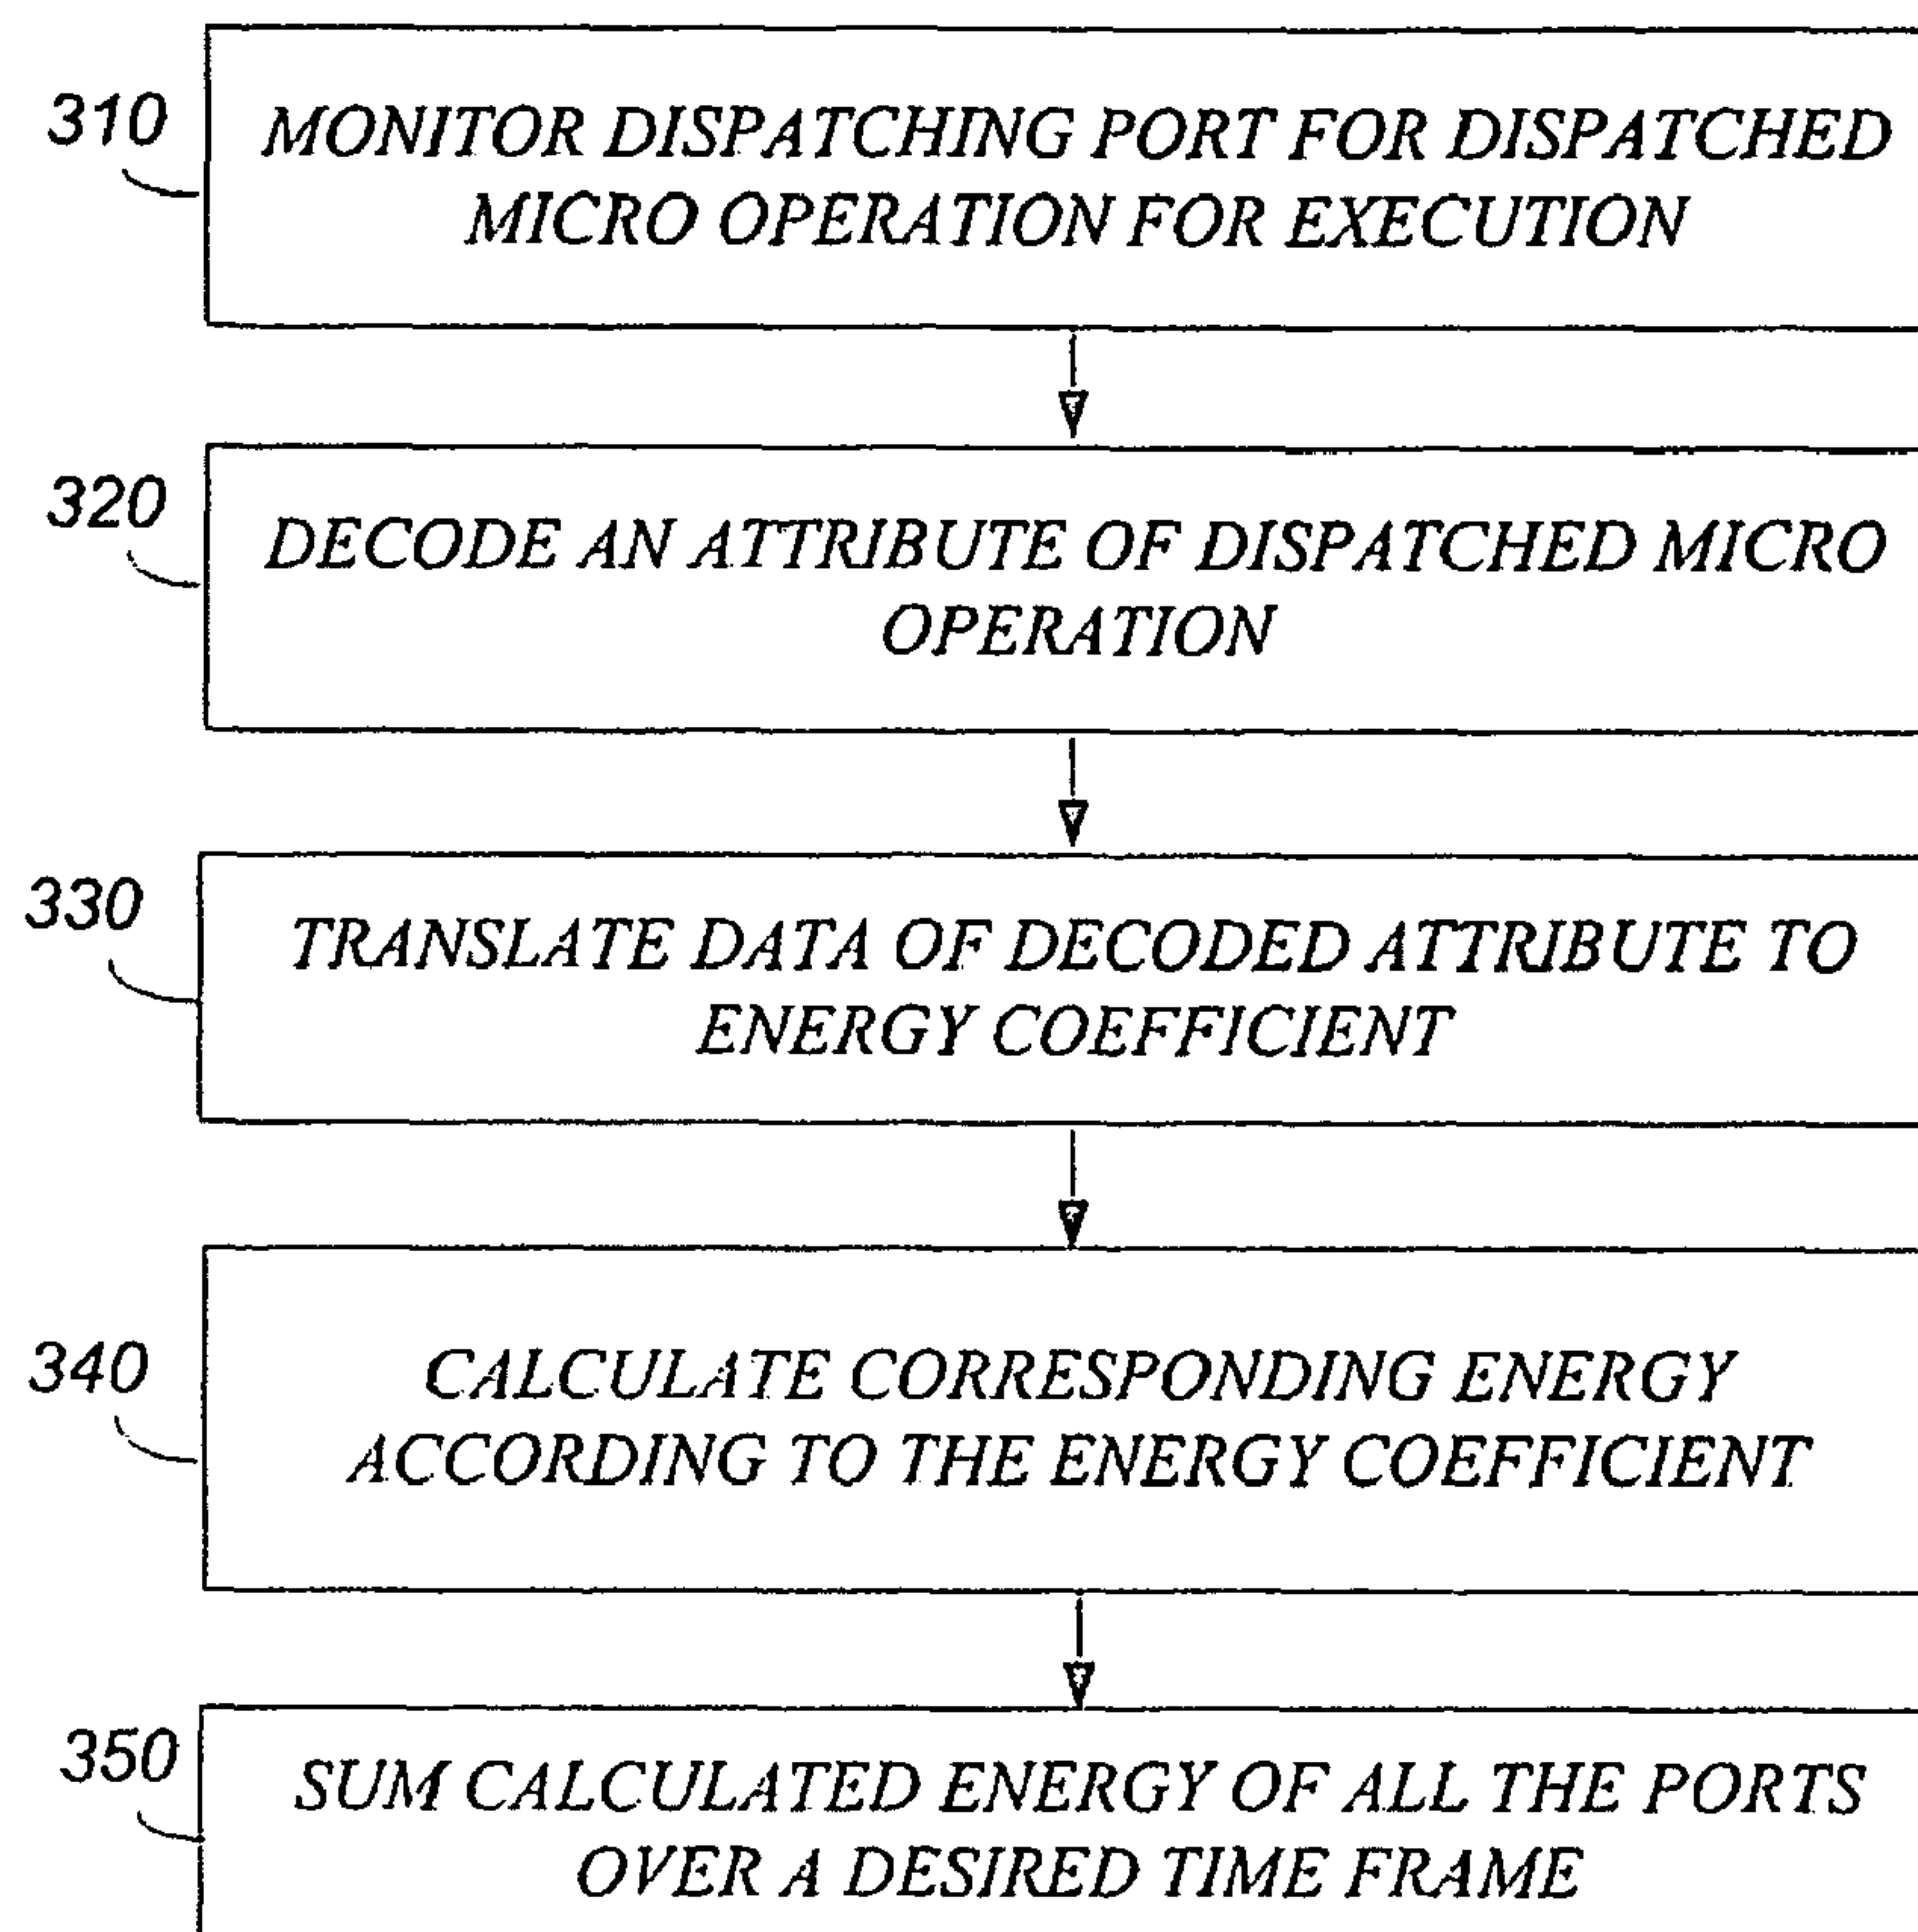 310
MONITOR DISPATCHING PORT FOR DISPATCHED
MICRO OPERATION FOR EXECUTION
320
DECODE AN ATTRIBUTE OF DISPATCHED MICRO
OPERATION
330
TRANSLATE DATA OF DECODED ATTRIBUTE TO
ENERGY COEFFICIENT
340
CALCULATE CORRESPONDING ENERGY
ACCORDING TO THE ENERGY COEFFICIENT
350
SUM CALCULATED ENERGY OF ALL THE PORTS
OVER A DESIRED TIME FRAME